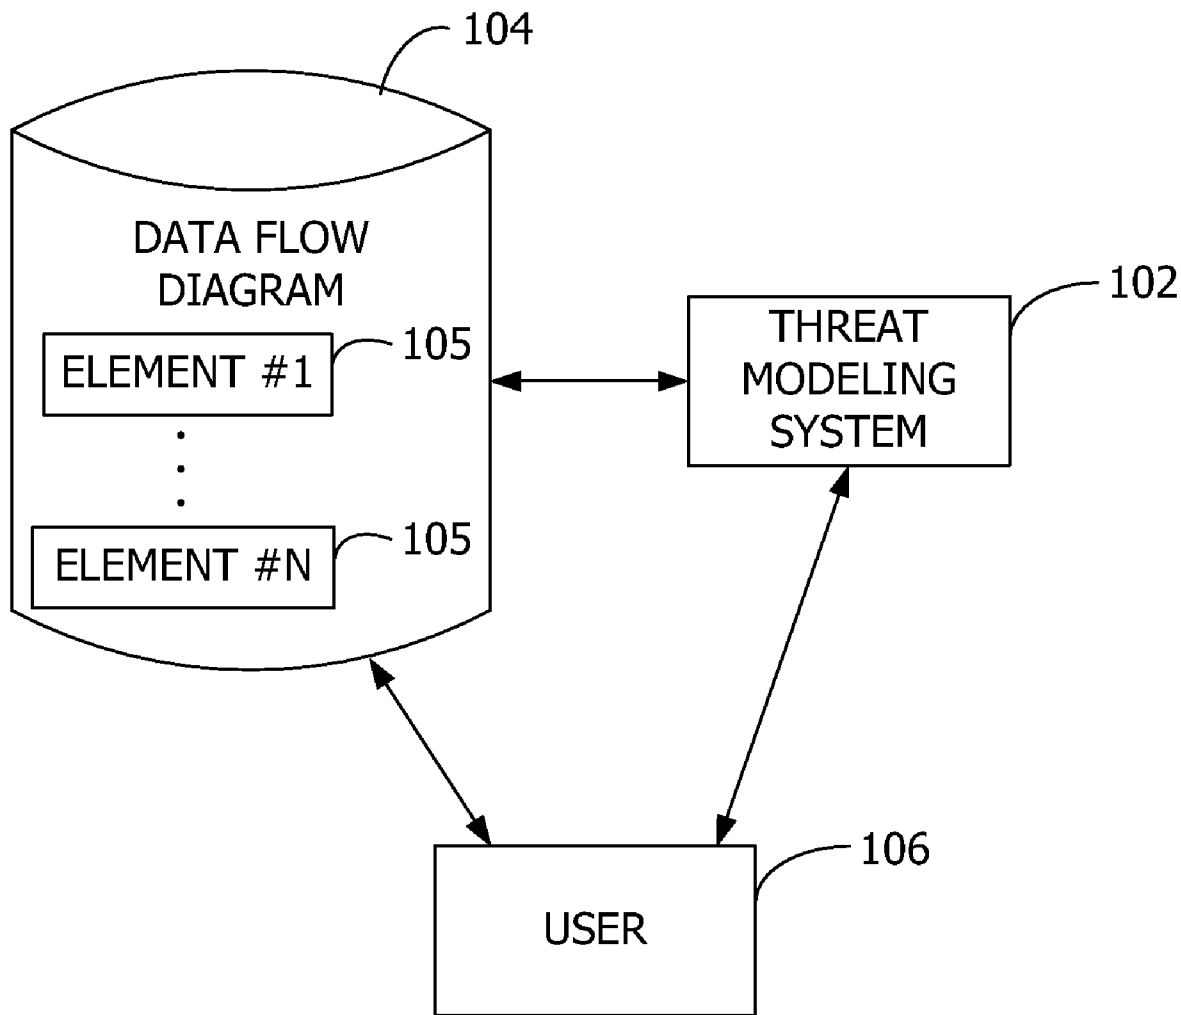 104
DATA FLOW
DIAGRAM
102
THREAT
MODELING
SYSTEM
105
ELEMENT #1
105
ELEMENT #N
106
USER